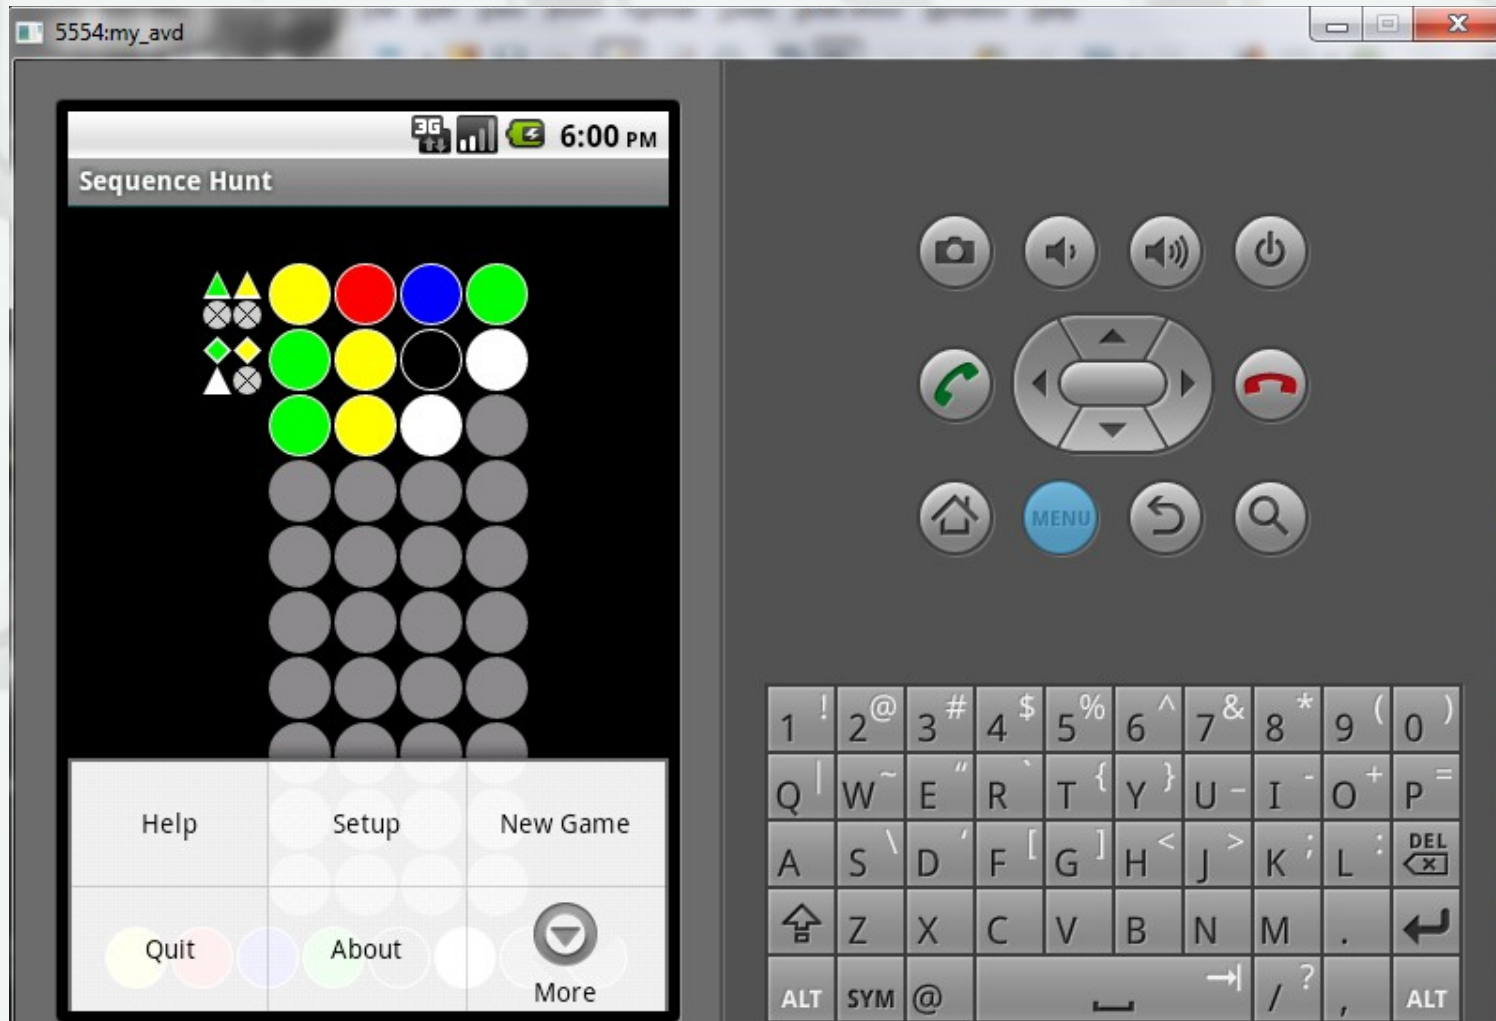 5554:my_avd
3G 6:00 PM
Sequence Hunt
Help Setup New Game
Quit About
More
MENU
1 ! 2 @ 3 # 4 $ 5 % 6 ^ 7 & 8 * 9 ( 0 )
Q | W ~ E " R ` T { Y } U _ I - O + P =
A S \ D ' F [ G ] H < J > K ; L : DEL
Z X C V B N M .
ALT SYM @ / ? , ALT